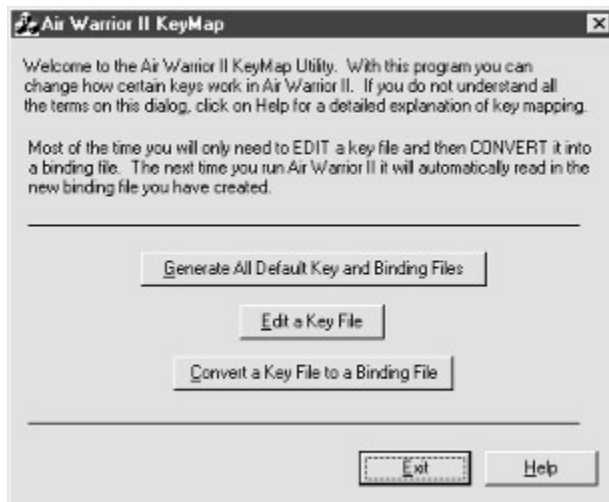 Air Warrior II KeyMap
Welcome to the Air Warrior II KeyMap Utility. With this program you can
change how certain keys work in Air Warrior II. If you do not understand all
the terms on this dialog, click on Help for a detailed explanation of key mapping.
Most of the time you will only need to EDIT a key file and then CONVERT it into
a binding file. The next time you run Air Warrior II it will automatically read in the
new binding file you have created.
Generate All Default Key and Binding Files
Edit a Key File
Convert a Key File to a Binding File
Exit
Help